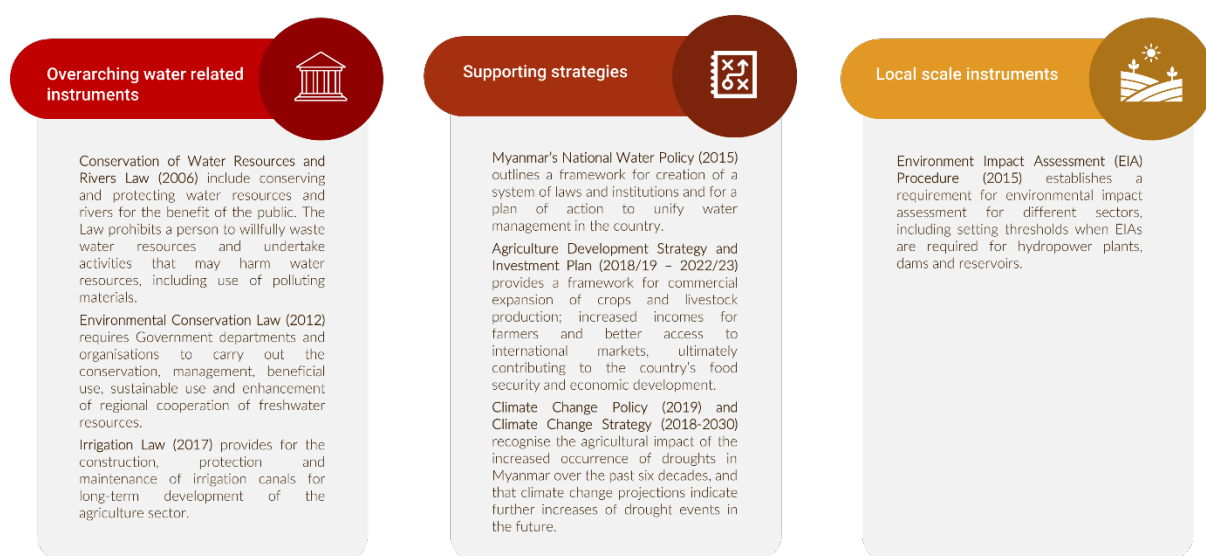 Overarching water related
instruments
Conservation of Water Resources and
Rivers Law (2006) include conserving
and protecting water resources and
rivers for the benefit of the public. The
Law prohibits a person to willfully waste
water resources and undertake
activities that may harm water
resources, including use of polluting
materials.
Environmental Conservation Law (2012)
requires Government departments and
organisations to carry out the
conservation, management, beneficial
use, sustainable use and enhancement
of regional cooperation of freshwater
resources.
Irrigation Law (2017) provides for the
construction, protection and
maintenance of irrigation canals for
long-term development of the
agriculture sector.
Supporting strategies
Myanmar's National Water Policy (2015)
outlines a framework for creation of a
system of laws and institutions and for a
plan of action to unify water
management in the country.
Agriculture Development Strategy and
Investment Plan (2018/19 – 2022/23)
provides a framework for commercial
expansion of crops and livestock
production; increased incomes for
farmers and better access to
international markets, ultimately
contributing to the country's food
security and economic development.
Climate Change Policy (2019) and
Climate Change Strategy (2018-2030)
recognise the agricultural impact of the
increased occurrence of droughts in
Myanmar over the past six decades, and
that climate change projections indicate
further increases of drought events in
the future.
Local scale instruments
Environment Impact Assessment (EIA)
Procedure (2015) establishes a
requirement for environmental impact
assessment for different sectors,
including setting thresholds when EIAs
are required for hydropower plants,
dams and reservoirs.